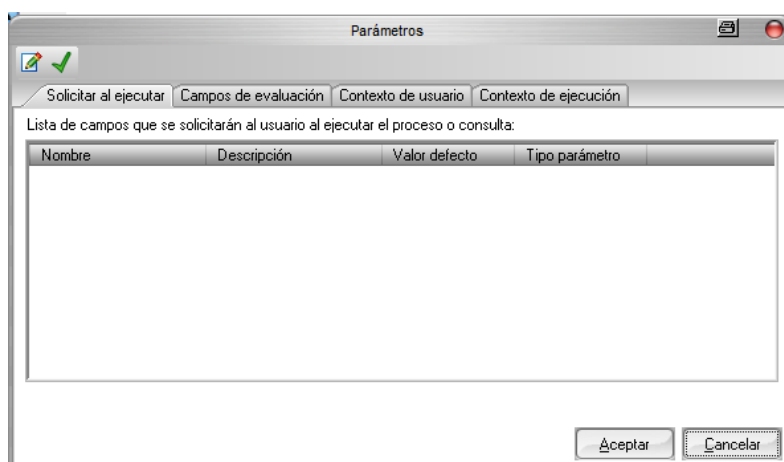 Parámetros
Solicitar al ejecutar Campos de evaluación Contexto de usuario Contexto de ejecución
Lista de campos que se solicitarán al usuario al ejecutar el proceso o consulta:
Nombre Descripción Valor defecto Tipo parámetro
Aceptar Cancelar